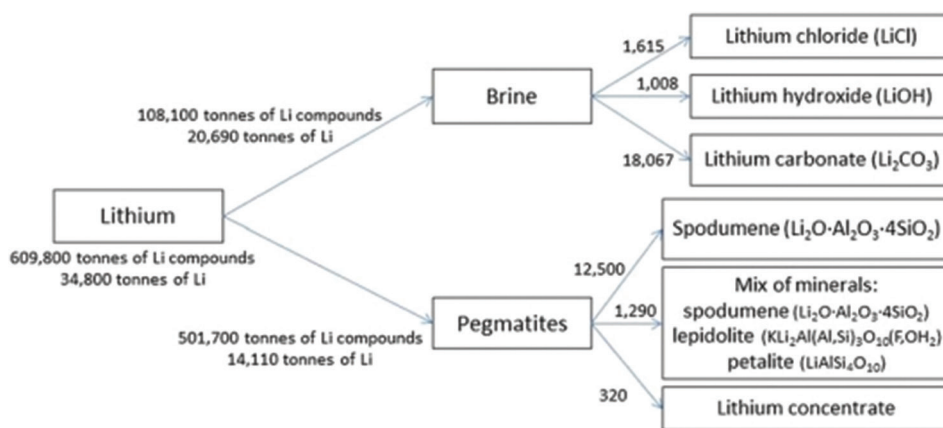 Lithium
609,800 tonnes of Li compounds
34,800 tonnes of Li
108,100 tonnes of Li compounds
20,690 tonnes of Li
Brine
1,615
Lithium chloride (LiCl)
1,008
Lithium hydroxide (LiOH)
18,067
Lithium carbonate (Li₂CO₃)
501,700 tonnes of Li compounds
14,110 tonnes of Li
Pegmatites
12,500
Spodumene (Li₂O·Al₂O₃·4SiO₂)
1,290
Mix of minerals:
spodumene (Li₂O·Al₂O₃·4SiO₂)
lepidolite (KLi₂Al(Al,Si)₃O₁₀(F,OH₂)
petalite (LiAlSi₄O₁₀)
320
Lithium concentrate